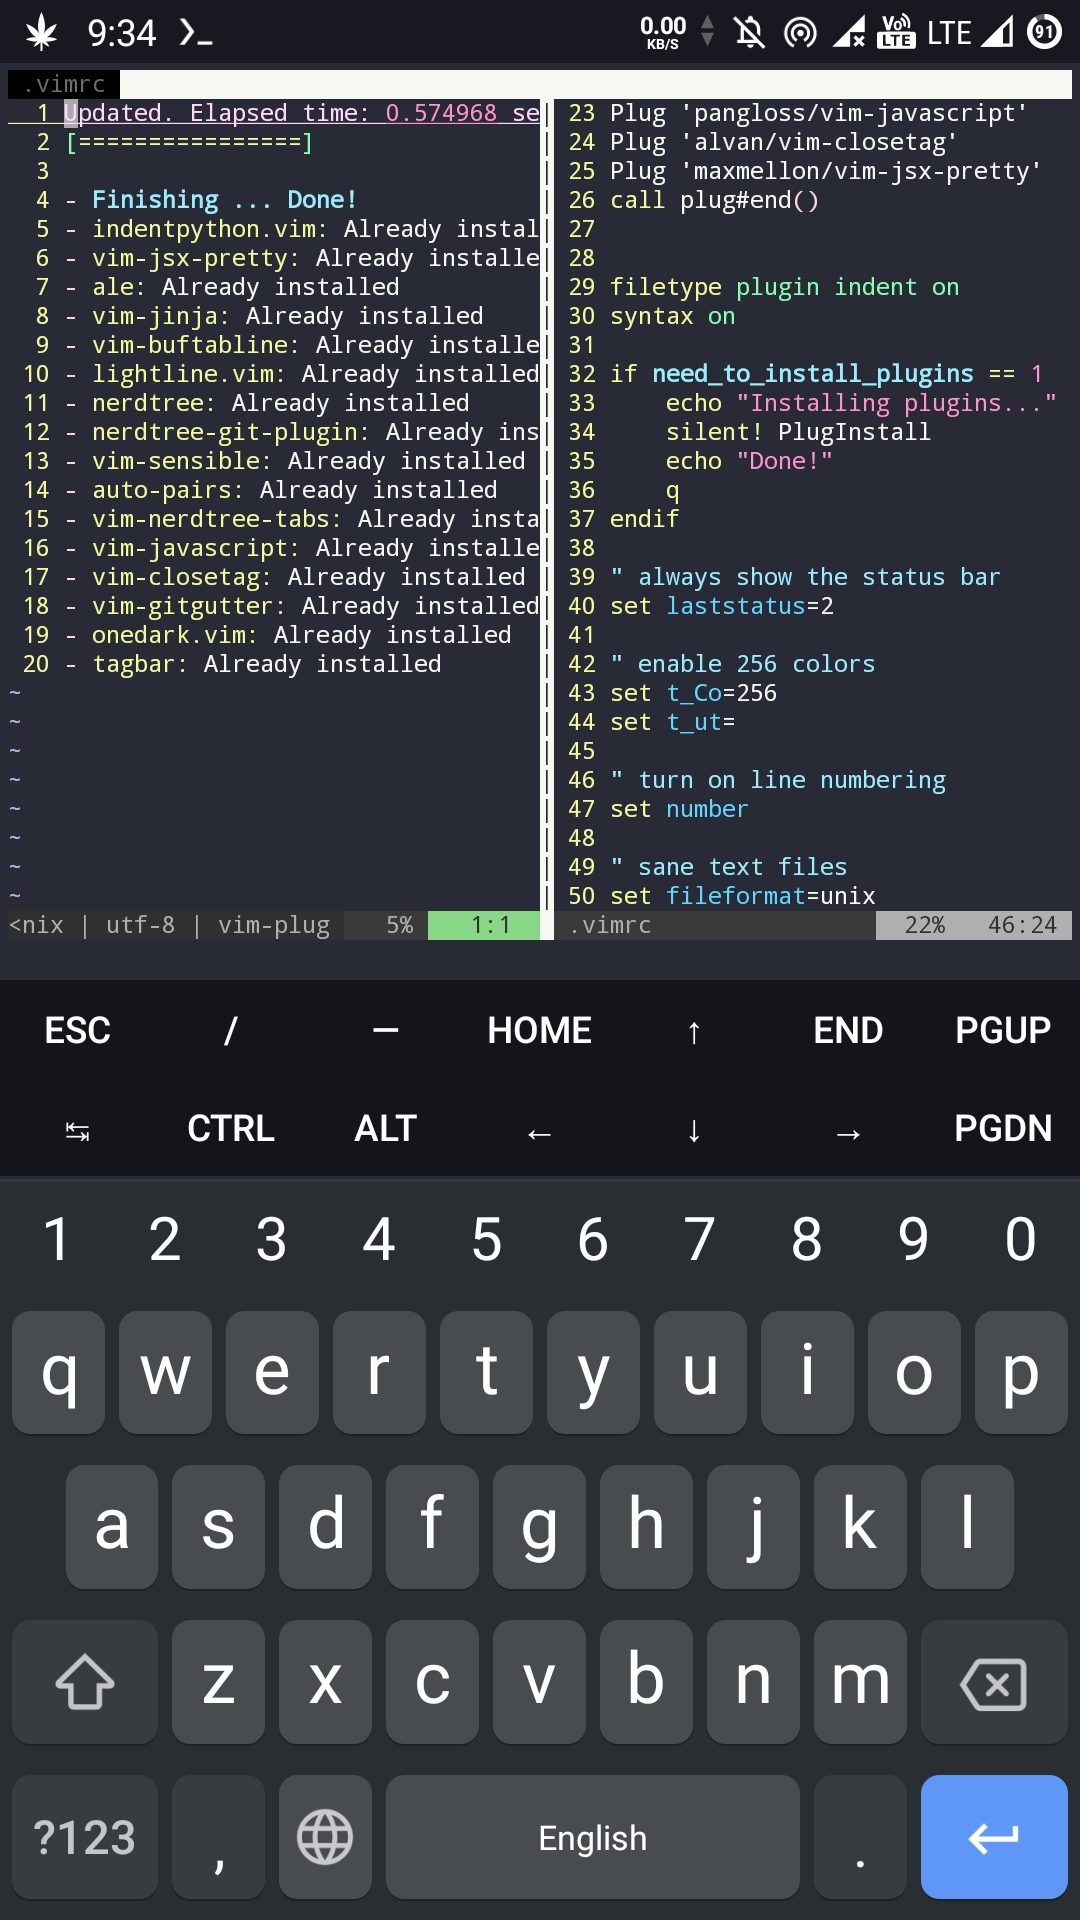 9:34
0.00
KB/S
Vo
LTE
LTE
91
.vimrc
1 Updated. Elapsed time: 0.574968 se
2 [================]
3
4 - Finishing ... Done!
5 - indentpython.vim: Already instal
6 - vim-jsx-pretty: Already installe
7 - ale: Already installed
8 - vim-jinja: Already installed
9 - vim-buftabline: Already installe
10 - lightline.vim: Already installed
11 - nerdtree: Already installed
12 - nerdtree-git-plugin: Already ins
13 - vim-sensible: Already installed
14 - auto-pairs: Already installed
15 - vim-nerdtree-tabs: Already insta
16 - vim-javascript: Already installe
17 - vim-closetag: Already installed
18 - vim-gitgutter: Already installed
19 - onedark.vim: Already installed
20 - tagbar: Already installed
~
~
~
~
~
~
~
~
<nix | utf-8 | vim-plug 5% 1:1
23 Plug 'pangloss/vim-javascript'
24 Plug 'alvan/vim-closetag'
25 Plug 'maxmellon/vim-jsx-pretty'
26 call plug#end()
27
28
29 filetype plugin indent on
30 syntax on
31
32 if need_to_install_plugins == 1
33     echo "Installing plugins..."
34     silent! PlugInstall
35     echo "Done!"
36     q
37 endif
38
39 " always show the status bar
40 set laststatus=2
41
42 " enable 256 colors
43 set t_Co=256
44 set t_ut=
45
46 " turn on line numbering
47 set number
48
49 " sane text files
50 set fileformat=unix
.vimrc 22% 46:24
ESC / — HOME ↑ END PGUP
↹ CTRL ALT ← ↓ → PGDN
1 2 3 4 5 6 7 8 9 0
q w e r t y u i o p
a s d f g h j k l
z x c v b n m
?123 , English .